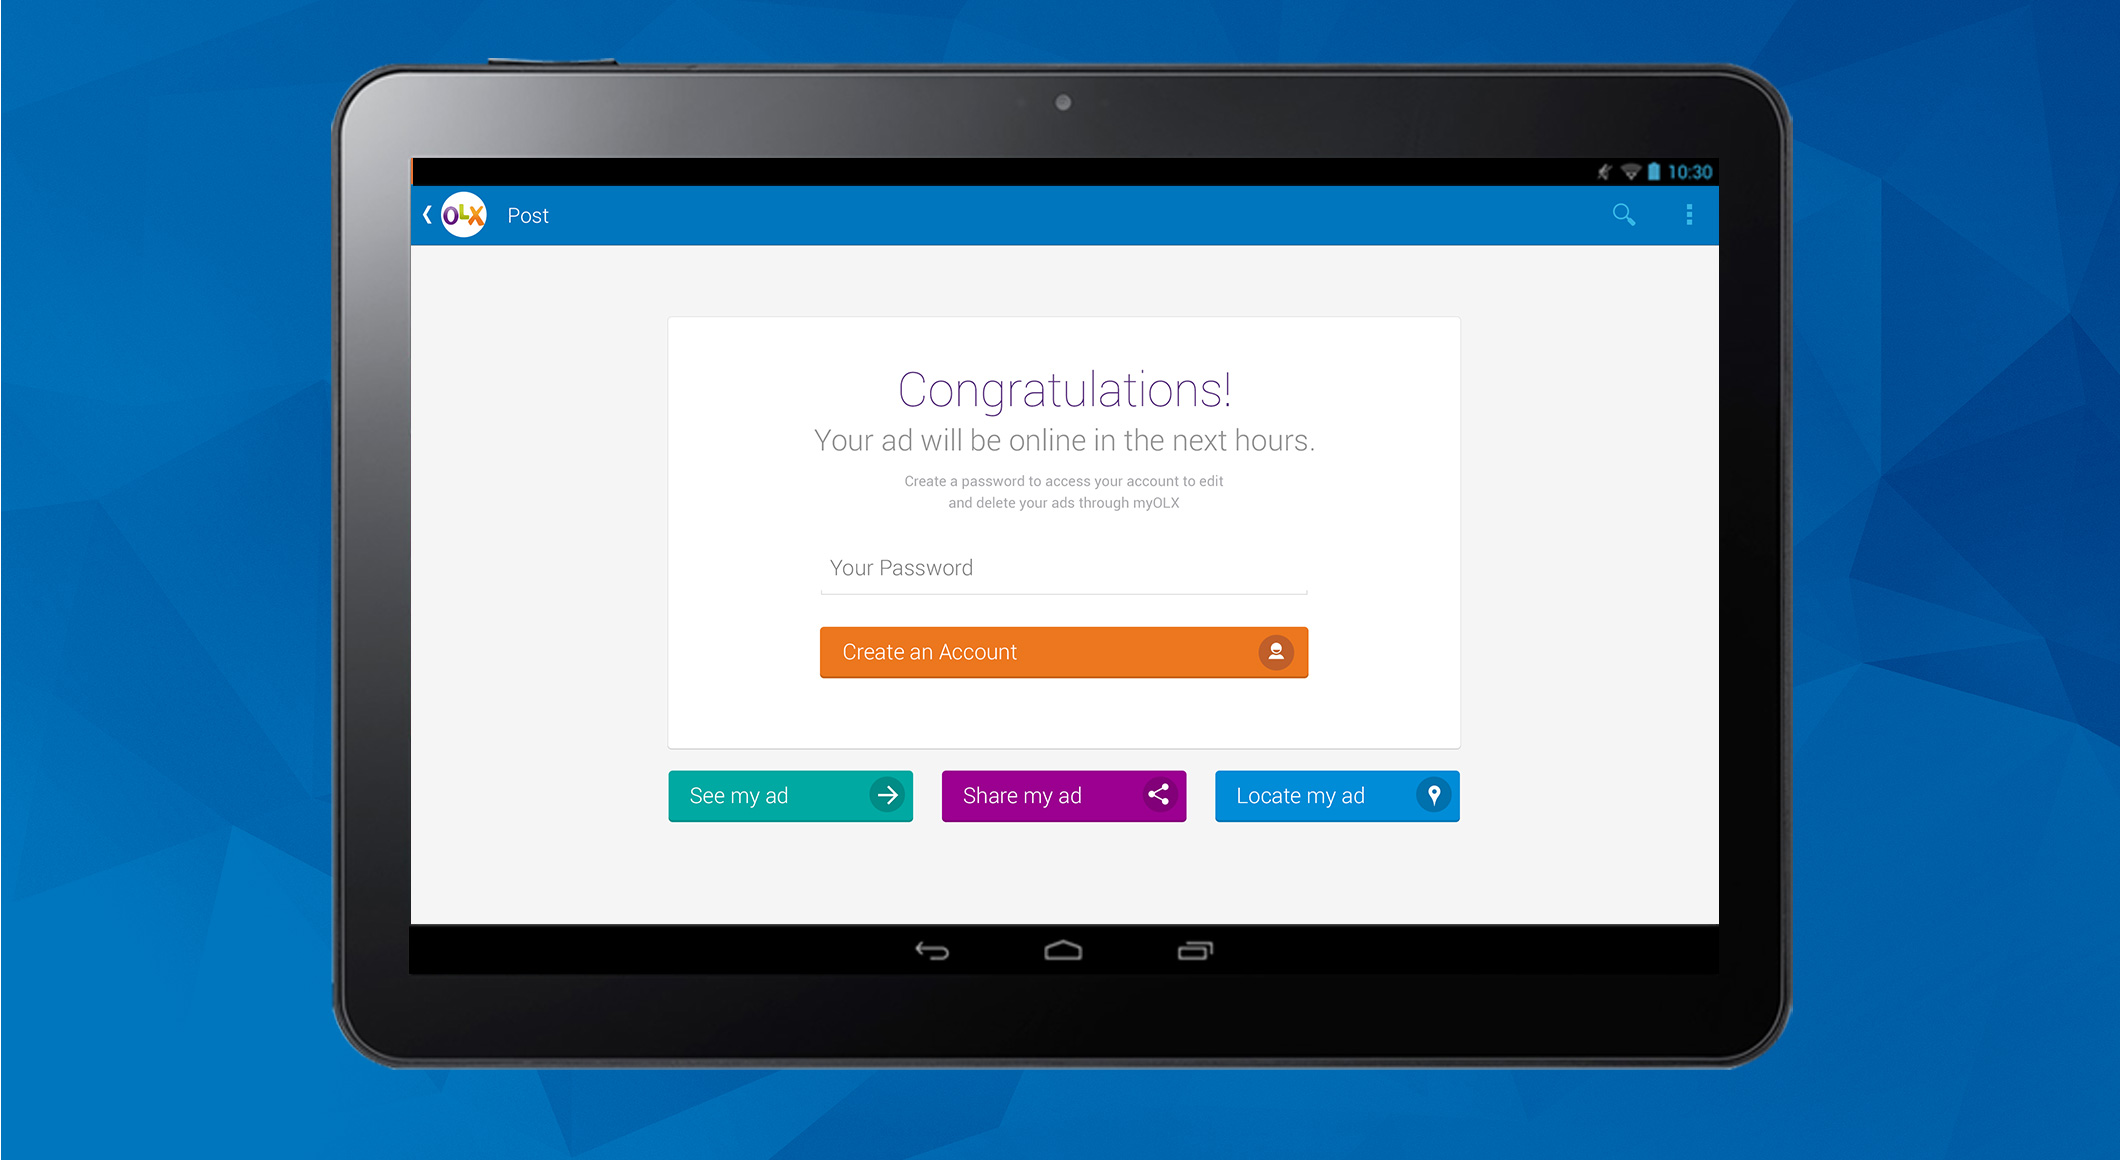 10:30
OLX Post
Congratulations!
Your ad will be online in the next hours.
Create a password to access your account to edit
and delete your ads through myOLX
Your Password
Create an Account
See my ad
Share my ad
Locate my ad